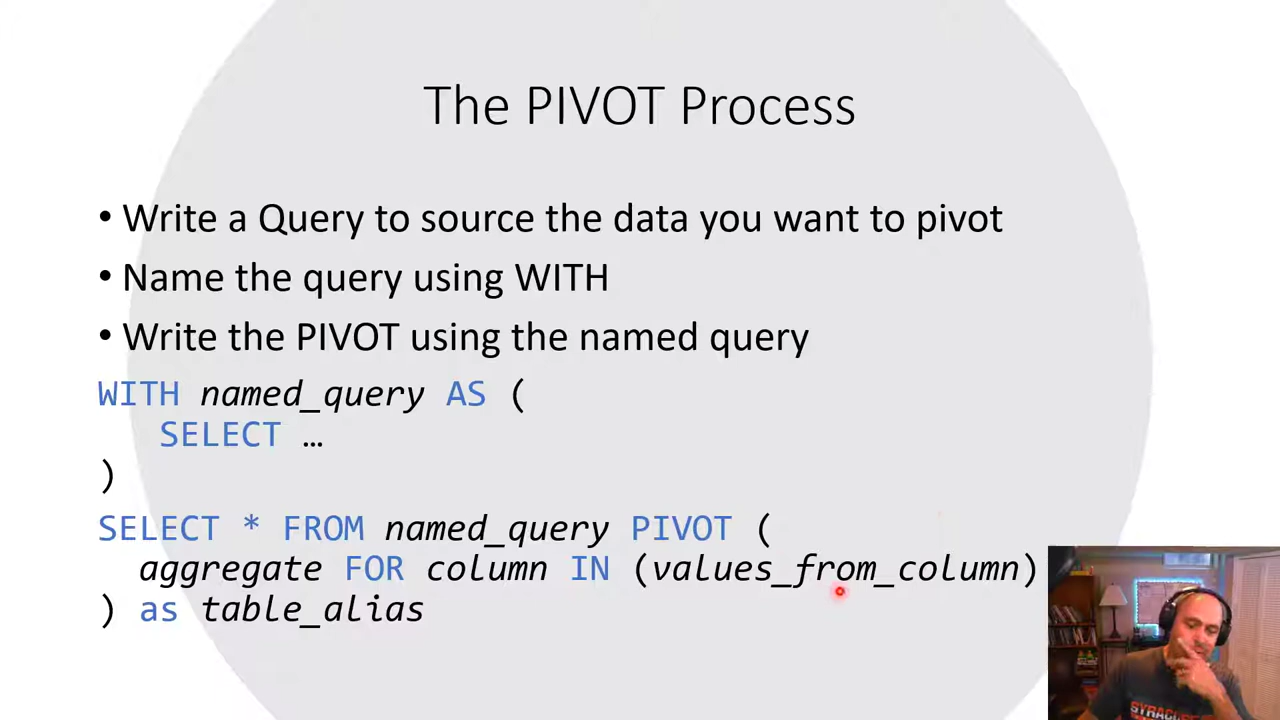 The PIVOT Process
• Write a Query to source the data you want to pivot
• Name the query using WITH
• Write the PIVOT using the named query
WITH named_query AS (
SELECT …
)
SELECT * FROM named_query PIVOT (
aggregate FOR column IN (values_from_column)
) as table_alias